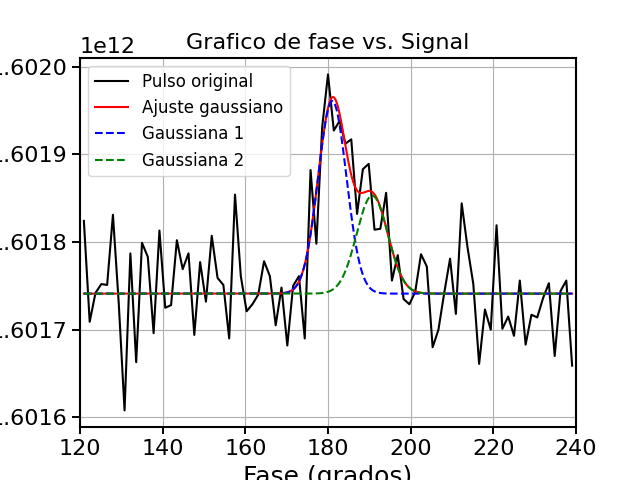 1e12
Grafico de fase vs. Signal
.6020
.6019
.6018
.6017
.6016
Pulso original
Ajuste gaussiano
Gaussiana 1
Gaussiana 2
120 140 160 180 200 220 240
Fase (grados)